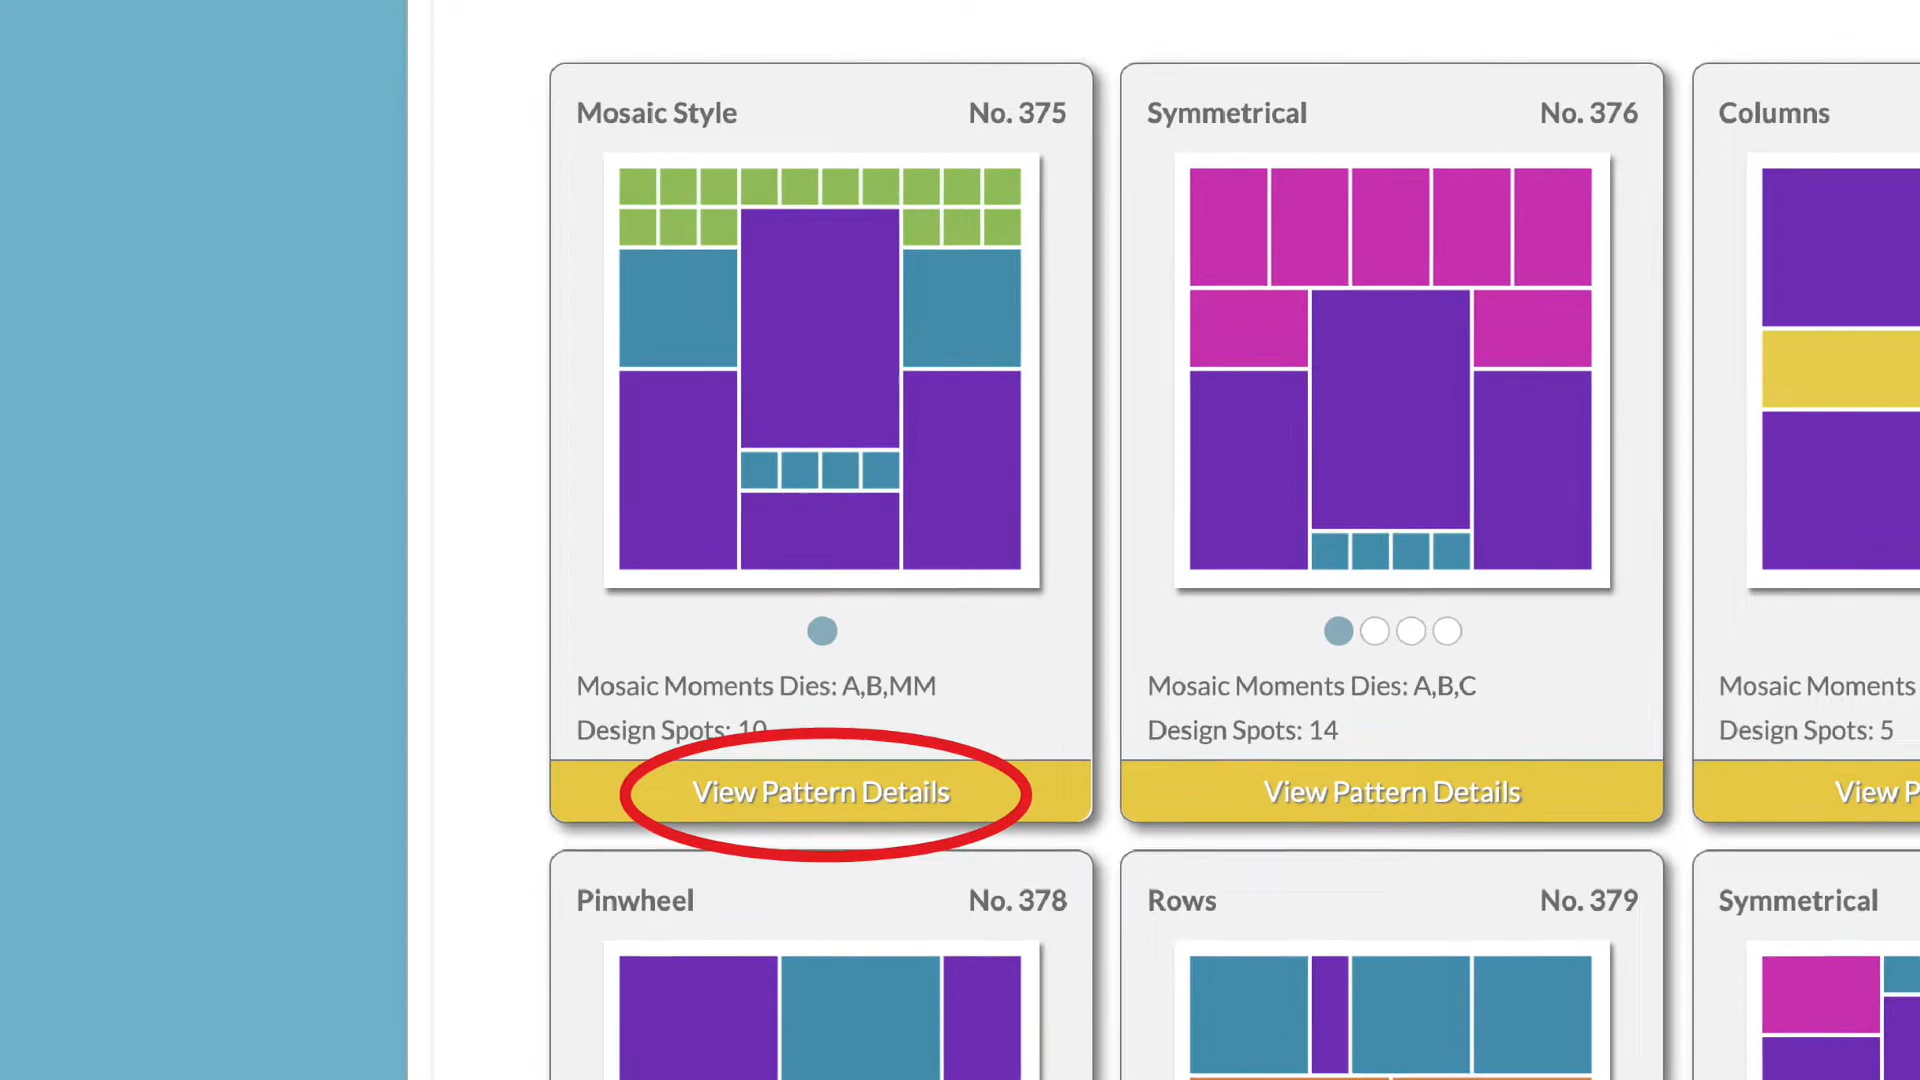 Mosaic Style No. 375
Mosaic Moments Dies: A,B,MM
Design Spots: 10
View Pattern Details
Symmetrical No. 376
Mosaic Moments Dies: A,B,C
Design Spots: 14
View Pattern Details
Columns
Mosaic Moments
Design Spots: 5
View P
Pinwheel No. 378
Rows No. 379
Symmetrical